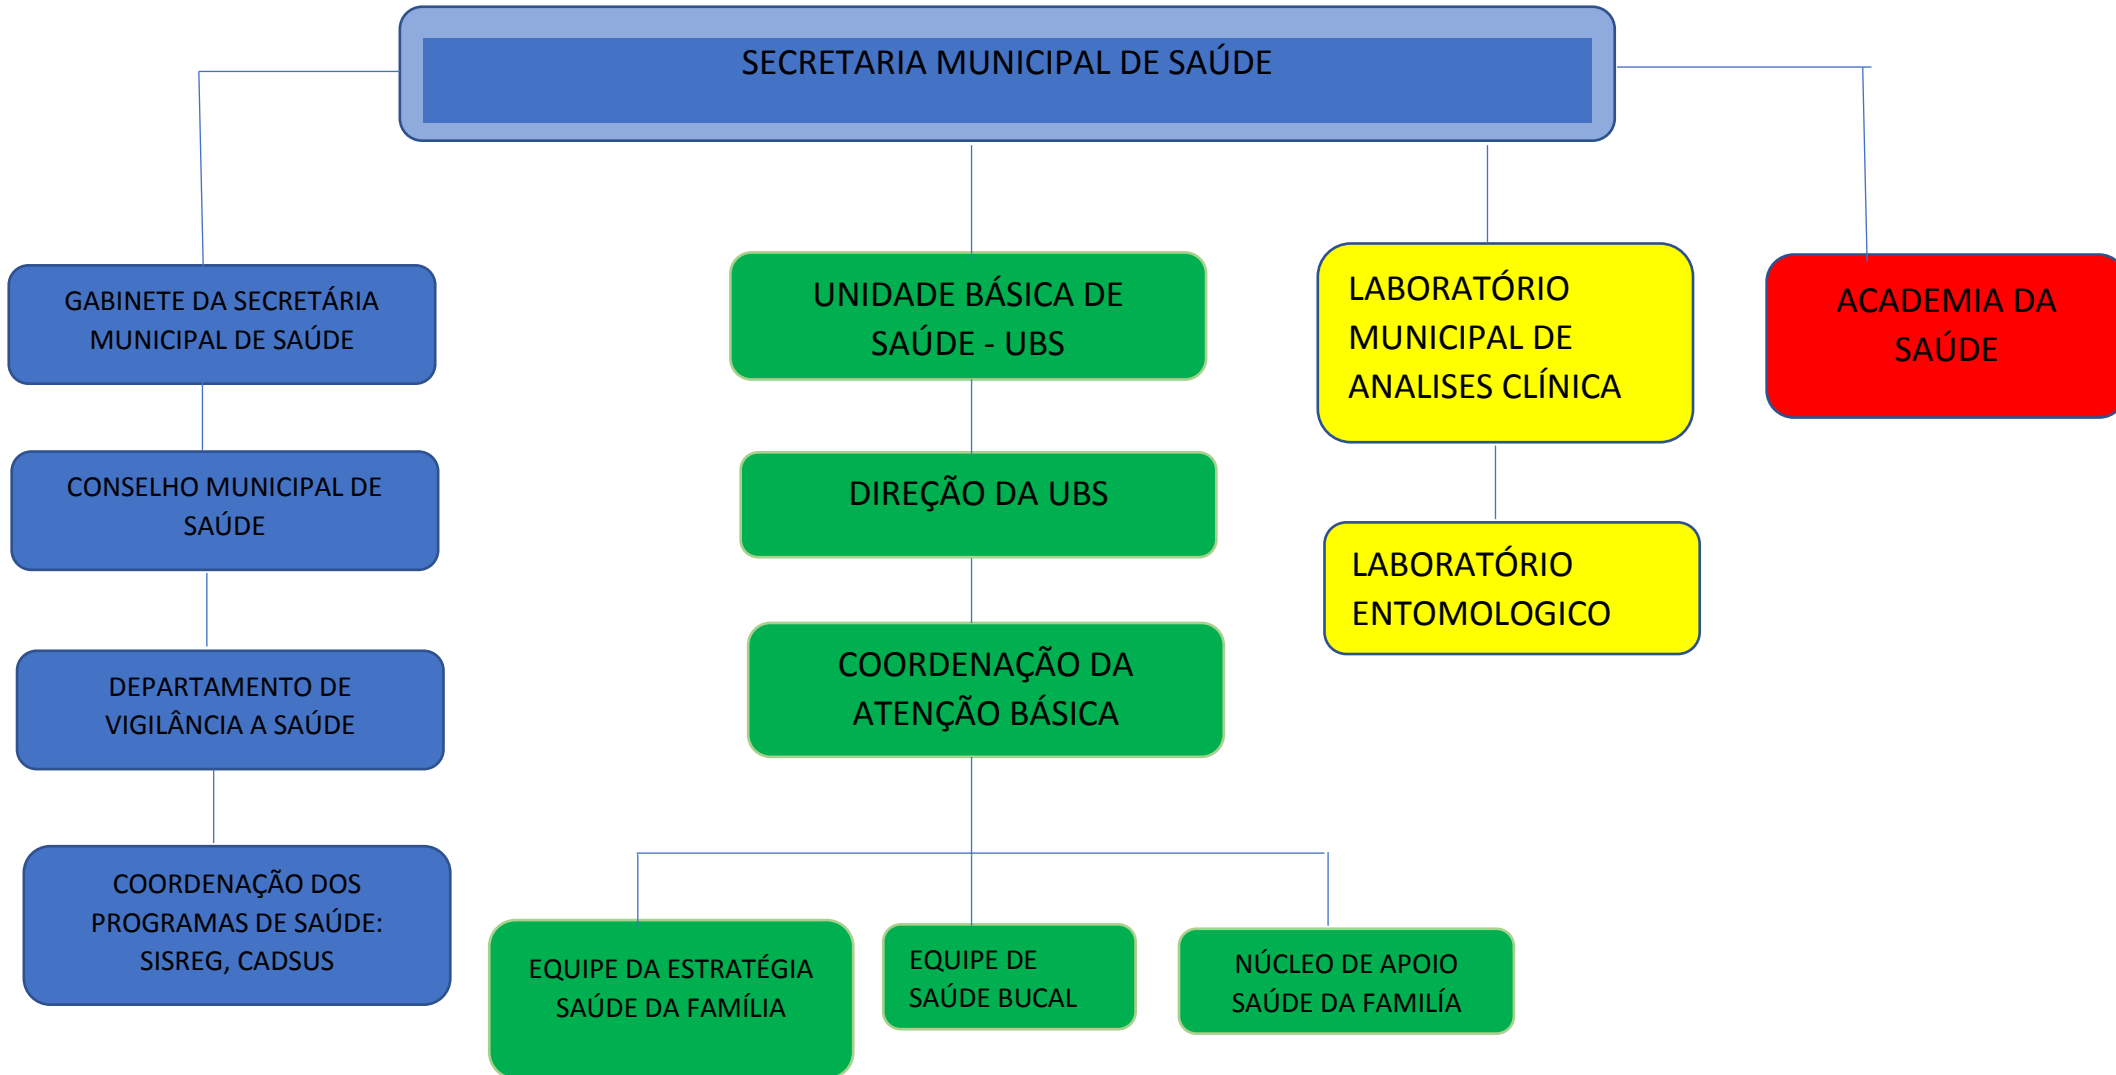 SECRETARIA MUNICIPAL DE SAÚDE
GABINETE DA SECRETÁRIA
MUNICIPAL DE SAÚDE
CONSELHO MUNICIPAL DE
SAÚDE
DEPARTAMENTO DE
VIGILÂNCIA A SAÚDE
COORDENAÇÃO DOS
PROGRAMAS DE SAÚDE:
SISREG, CADSUS
UNIDADE BÁSICA DE
SAÚDE - UBS
DIREÇÃO DA UBS
COORDENAÇÃO DA
ATENÇÃO BÁSICA
EQUIPE DA ESTRATÉGIA
SAÚDE DA FAMÍLIA
EQUIPE DE
SAÚDE BUCAL
NÚCLEO DE APOIO
SAÚDE DA FAMILÍA
LABORATÓRIO
MUNICIPAL DE
ANALISES CLÍNICA
LABORATÓRIO
ENTOMOLOGICO
ACADEMIA DA
SAÚDE